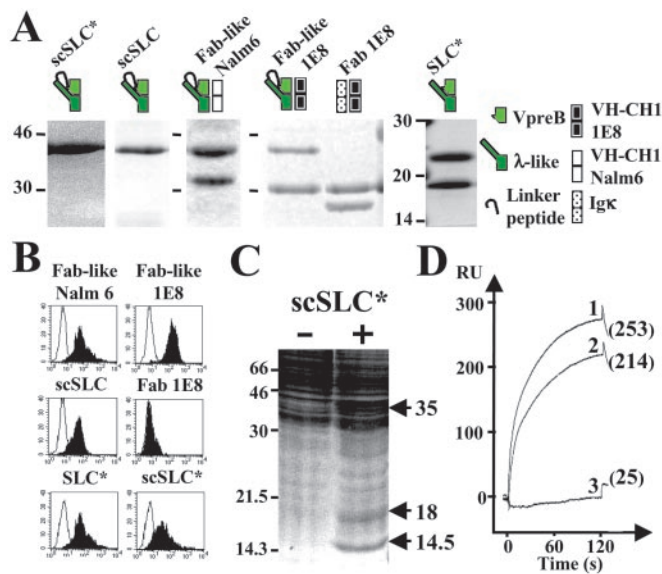 A
scSLC*
scSLC
Fab-like
Nalm6
Fab-like
1E8
Fab 1E8
SLC*
46
30
30
20
14
VpreB
λ-like
Linker
peptide
VH-CH1
1E8
VH-CH1
Nalm6
Igκ
B
Fab-like
Nalm 6
Fab-like
1E8
scSLC
Fab 1E8
SLC*
scSLC*
C
scSLC*
– +
66
46
30
21.5
14.3
35
18
14.5
D
RU
300
200
100
0
1
(253)
2
(214)
3
(25)
0 60 120
Time (s)